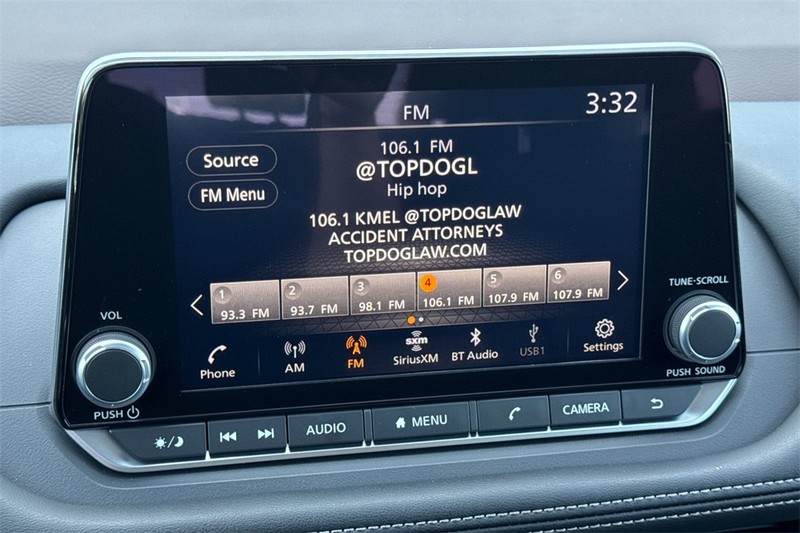 FM
3:32
Source
FM Menu
106.1 FM
@TOPDOGL
Hip hop
106.1 KMEL @TOPDOGLAW
ACCIDENT ATTORNEYS
TOPDOGLAW.COM
1 2 3 4 5 6
93.3 FM 93.7 FM 98.1 FM 106.1 FM 107.9 FM 107.9 FM
Phone AM FM sxm SiriusXM BT Audio USB1 Settings
VOL
PUSH
TUNE·SCROLL
PUSH SOUND
AUDIO MENU CAMERA